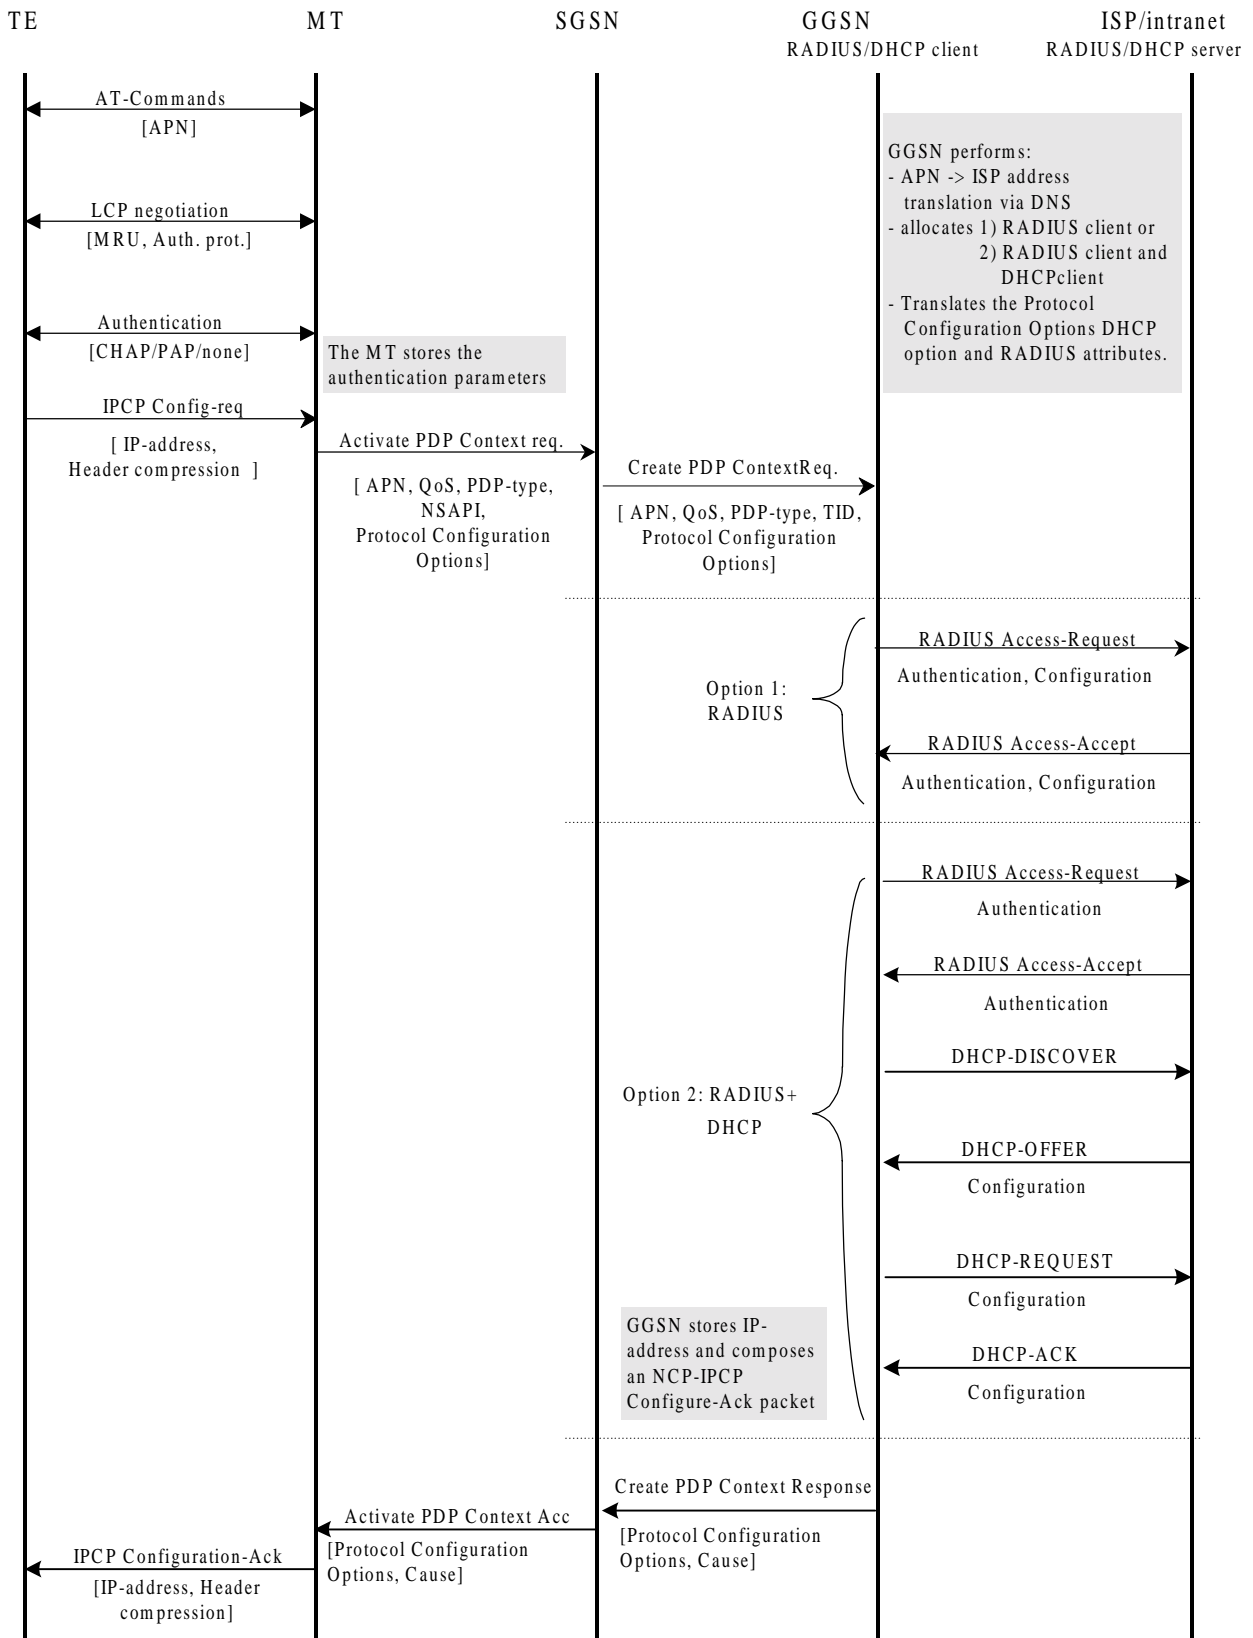 TE
MT
SGSN
GGSN
ISP/intranet
RADIUS/DHCP client
RADIUS/DHCP server
AT-Commands
[APN]
GGSN performs:
- APN -> ISP address
translation via DNS
- allocates 1) RADIUS client or
2) RADIUS client and
DHCPclient
- Translates the Protocol
Configuration Options DHCP
option and RADIUS attributes.
LCP negotiation
[MRU, Auth. prot.]
Authentication
[CHAP/PAP/none]
The MT stores the
authentication parameters
IPCP Config-req
[ IP-address,
Header compression ]
Activate PDP Context req.
[ APN, QoS, PDP-type,
NSAPI,
Protocol Configuration
Options]
Create PDP ContextReq.
[ APN, QoS, PDP-type, TID,
Protocol Configuration
Options]
RADIUS Access-Request
Authentication, Configuration
Option 1:
RADIUS
RADIUS Access-Accept
Authentication, Configuration
RADIUS Access-Request
Authentication
RADIUS Access-Accept
Authentication
DHCP-DISCOVER
Option 2: RADIUS+
DHCP
DHCP-OFFER
Configuration
DHCP-REQUEST
Configuration
GGSN stores IP-
address and composes
an NCP-IPCP
Configure-Ack packet
DHCP-ACK
Configuration
Create PDP Context Response
[Protocol Configuration
Options, Cause]
Activate PDP Context Acc
[Protocol Configuration
Options, Cause]
IPCP Configuration-Ack
[IP-address, Header
compression]